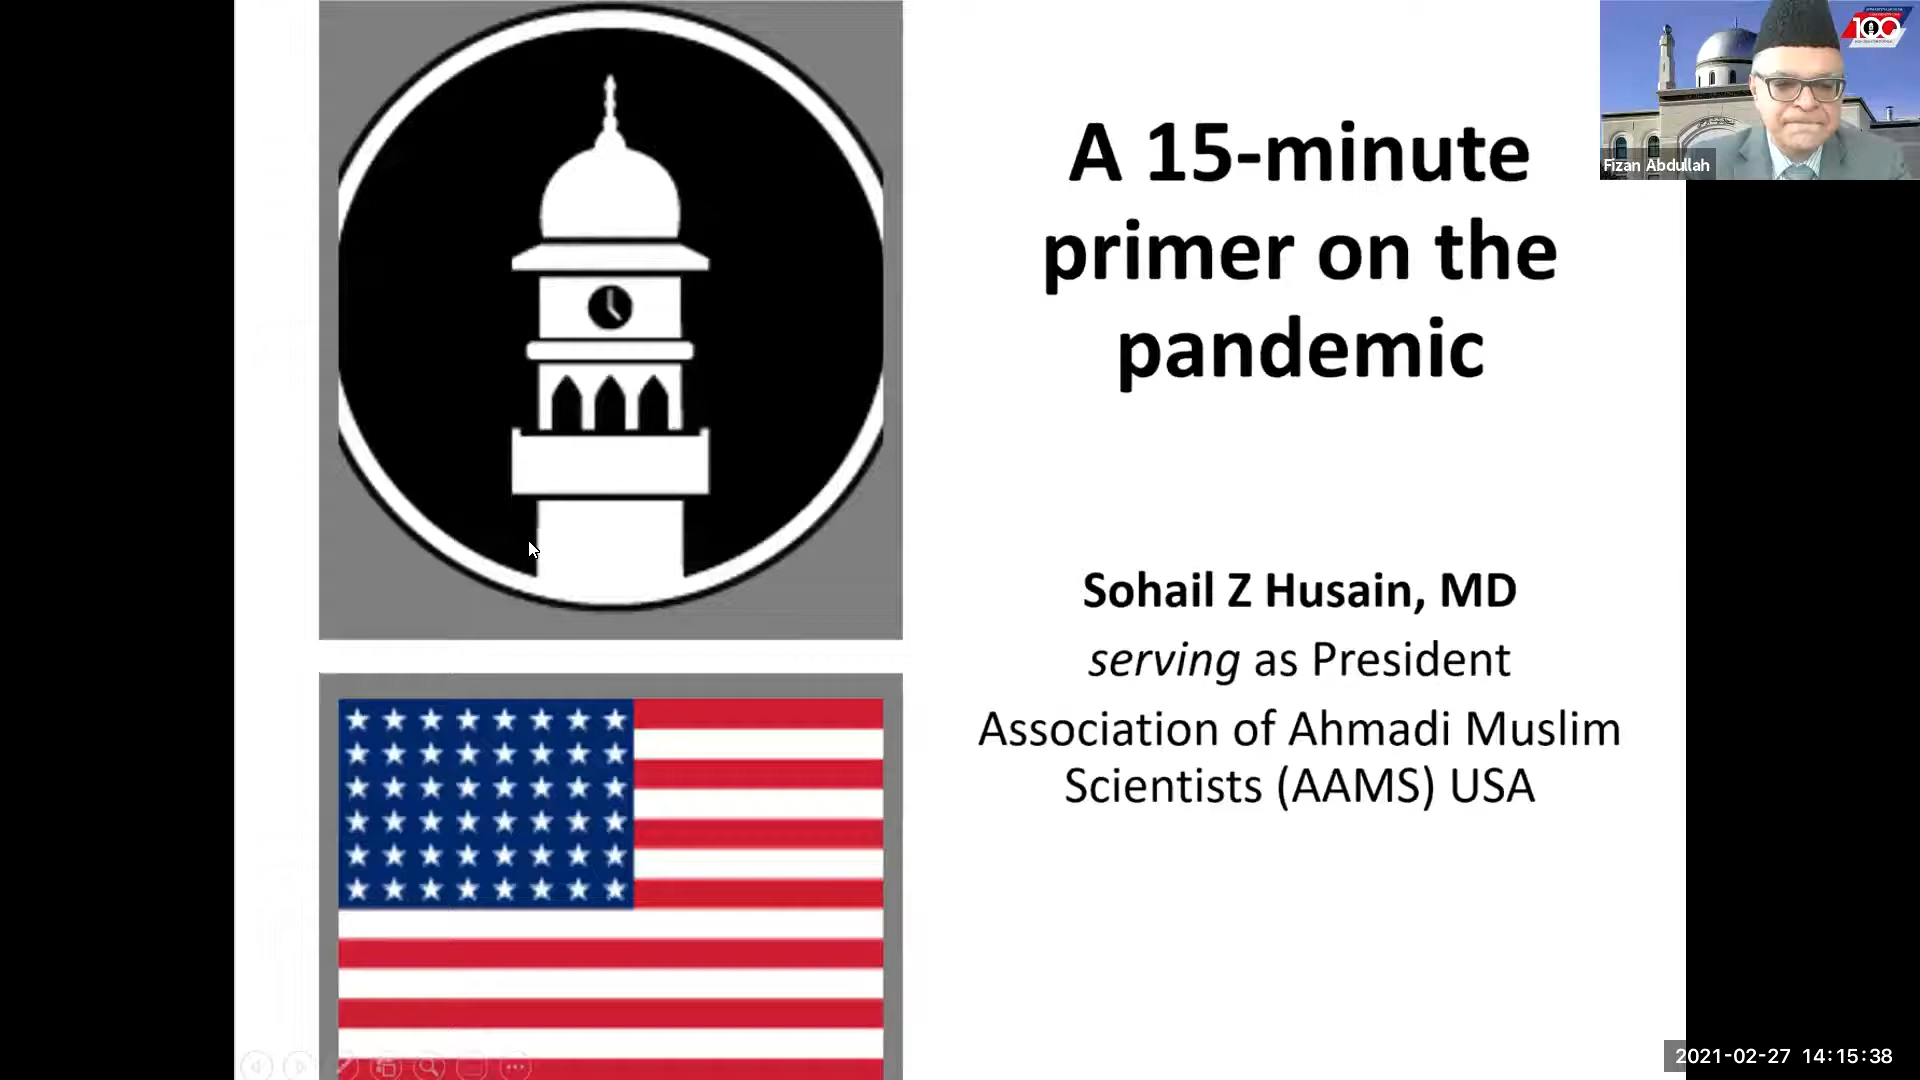 A 15-minute
primer on the
pandemic
Sohail Z Husain, MD
serving as President
Association of Ahmadi Muslim
Scientists (AAMS) USA
100
Fizan Abdullah
2021-02-27 14:15:38